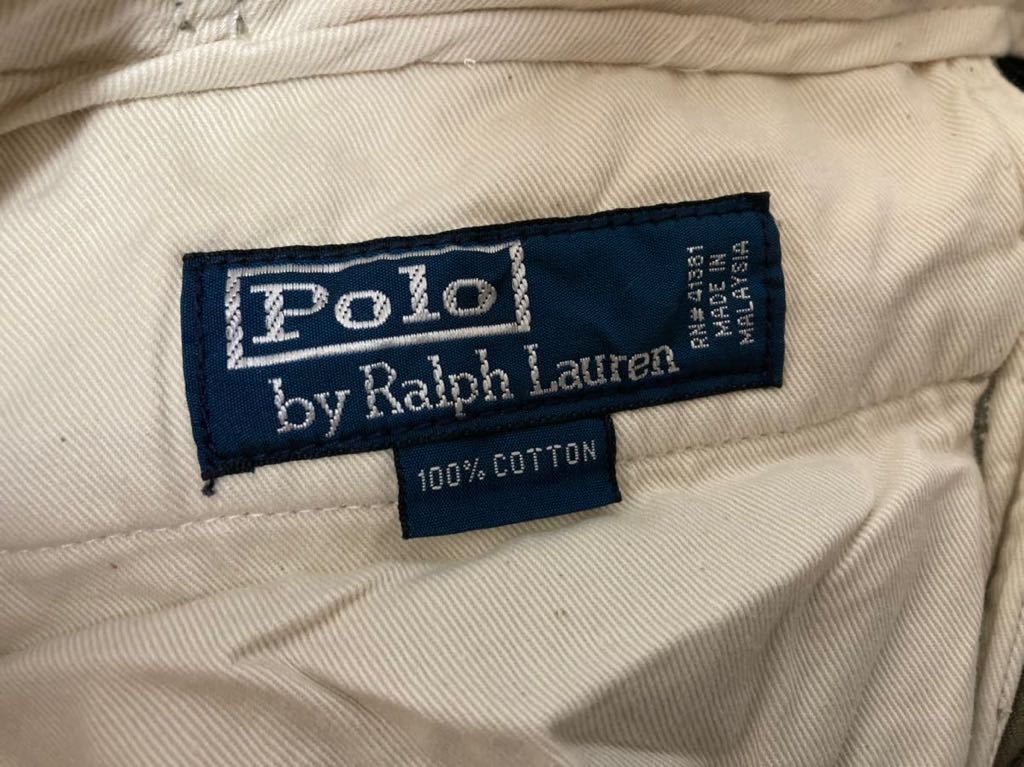 Polo
by Ralph Lauren
RN# 41381
MADE IN
MALAYSIA
100% COTTON